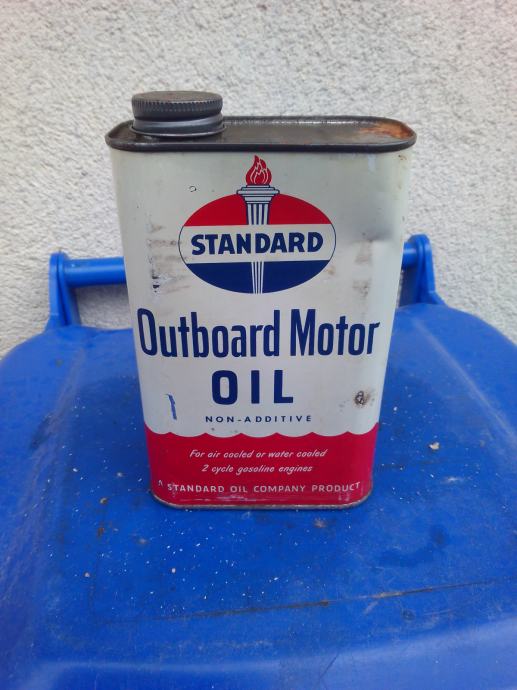 STANDARD
Outboard Motor
OIL
NON-ADDITIVE
For air cooled or water cooled
2 cycle gasoline engines
A STANDARD OIL COMPANY PRODUCT